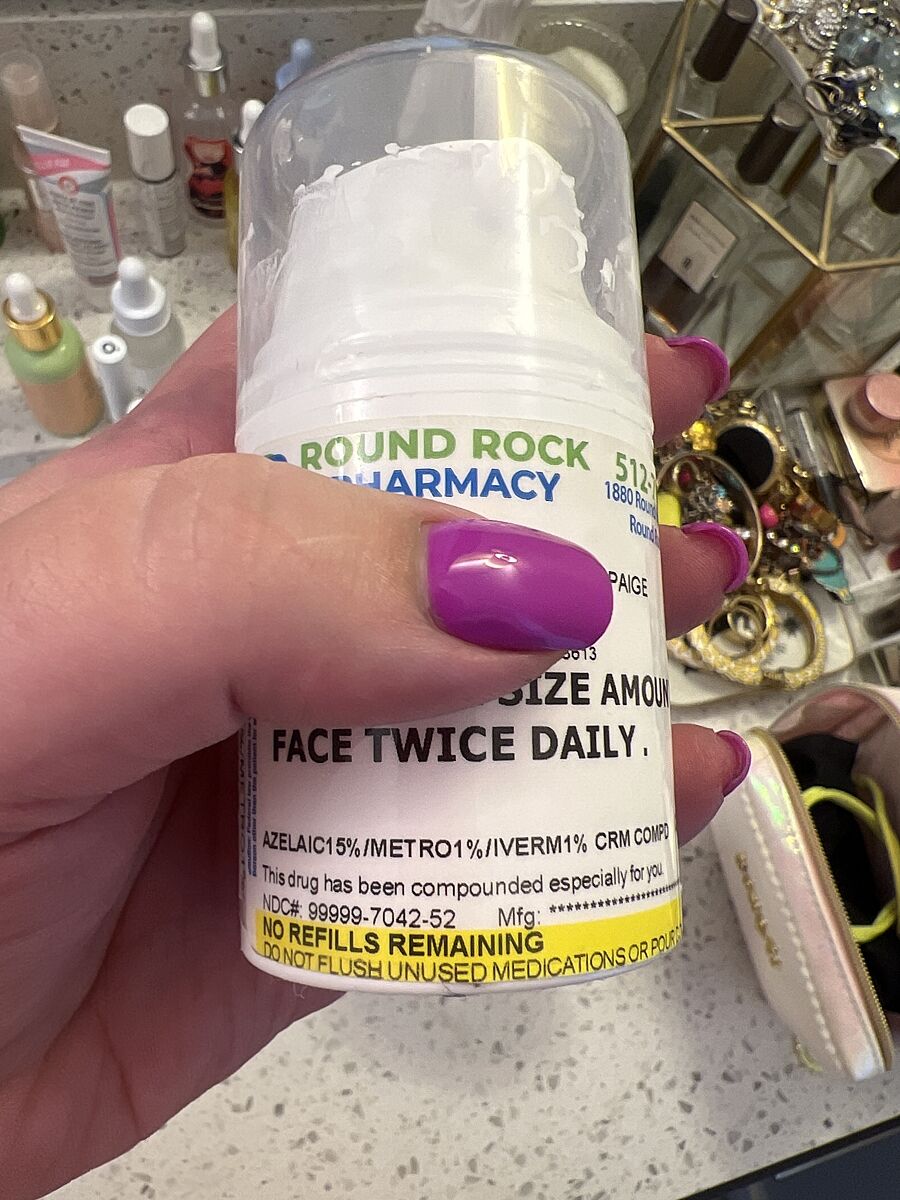 ROUND ROCK
PHARMACY
512-
1880 Round
Round
PAIGE
3613
SIZE AMOUN
FACE TWICE DAILY.
AZELAIC15%/METRO1%/IVERM1% CRM COMPD
This drug has been compounded especially for you.
NDC#: 99999-7042-52 Mfg: ****************
NO REFILLS REMAINING
DO NOT FLUSH UNUSED MEDICATIONS OR POUR